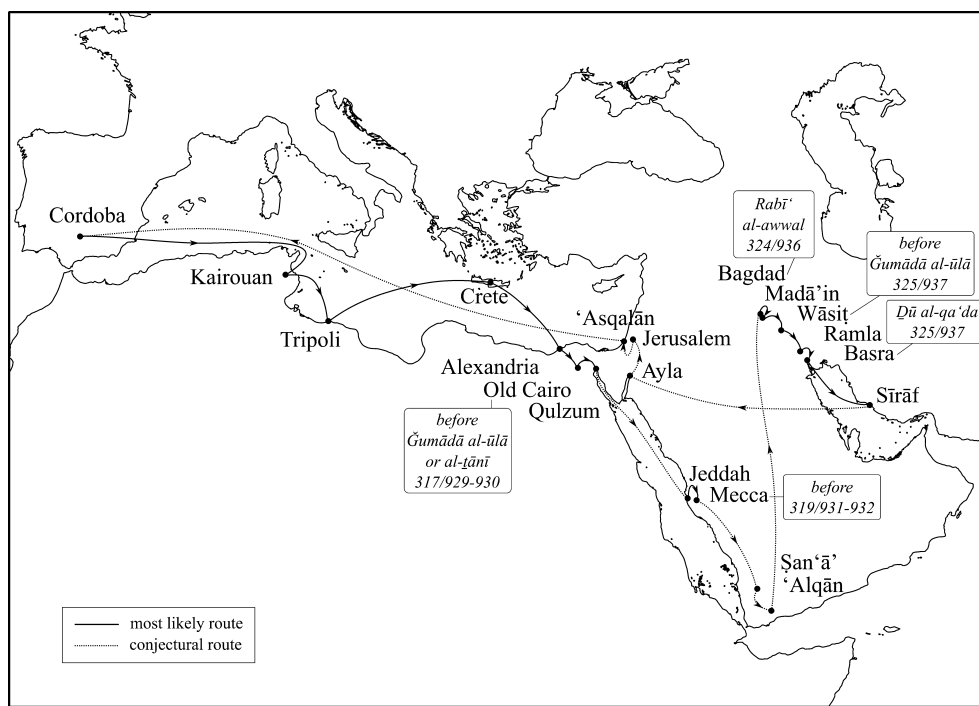 Cordoba
Kairouan
Tripoli
Crete
‘Asqalān
Jerusalem
Alexandria
Old Cairo
Qulzum
Ayla
before
Ǧumādā al-ūlā
or al-ṯānī
317/929-930
Rabī‘
al-awwal
324/936
Bagdad
before
Ǧumādā al-ūlā
325/937
Madā’in
Wāsiṭ
Ramla
Basra
Ḏū al-qa‘da
325/937
Sīrāf
Jeddah
Mecca
before
319/931-932
Ṣan‘ā’
‘Alqān
most likely route
conjectural route